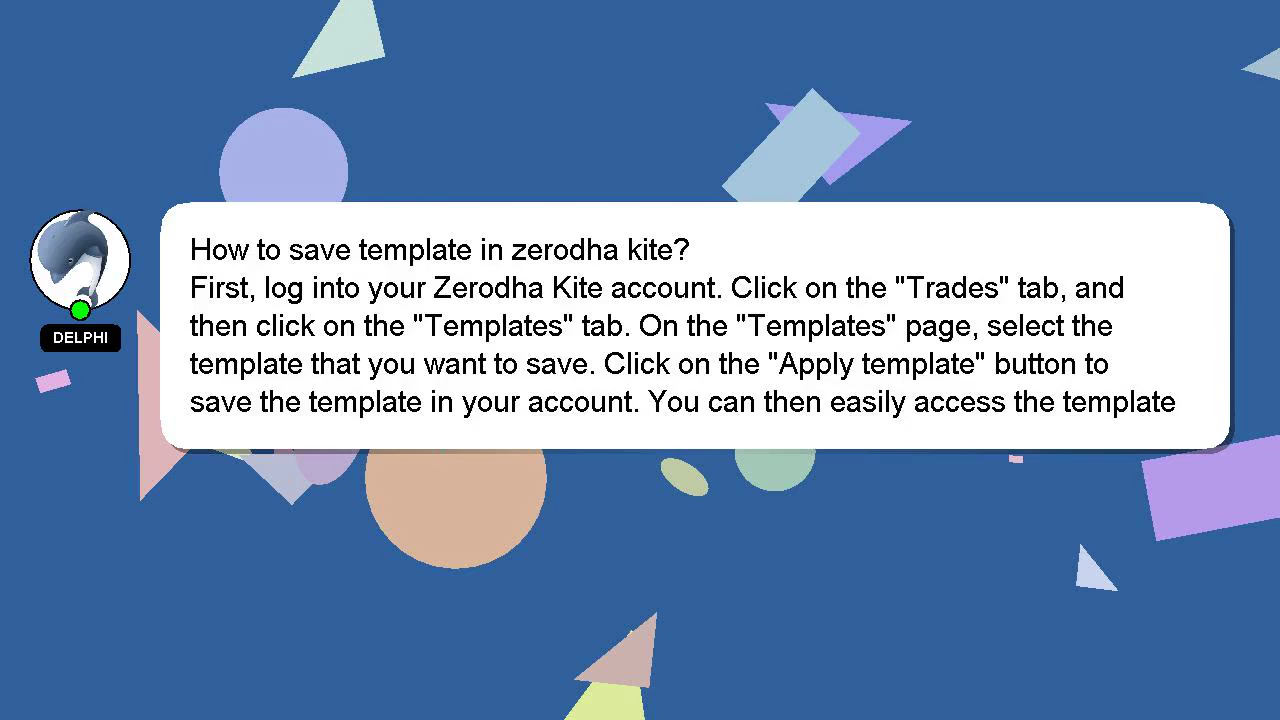 How to save template in zerodha kite?
First, log into your Zerodha Kite account. Click on the "Trades" tab, and
then click on the "Templates" tab. On the "Templates" page, select the
template that you want to save. Click on the "Apply template" button to
save the template in your account. You can then easily access the template
DELPHI